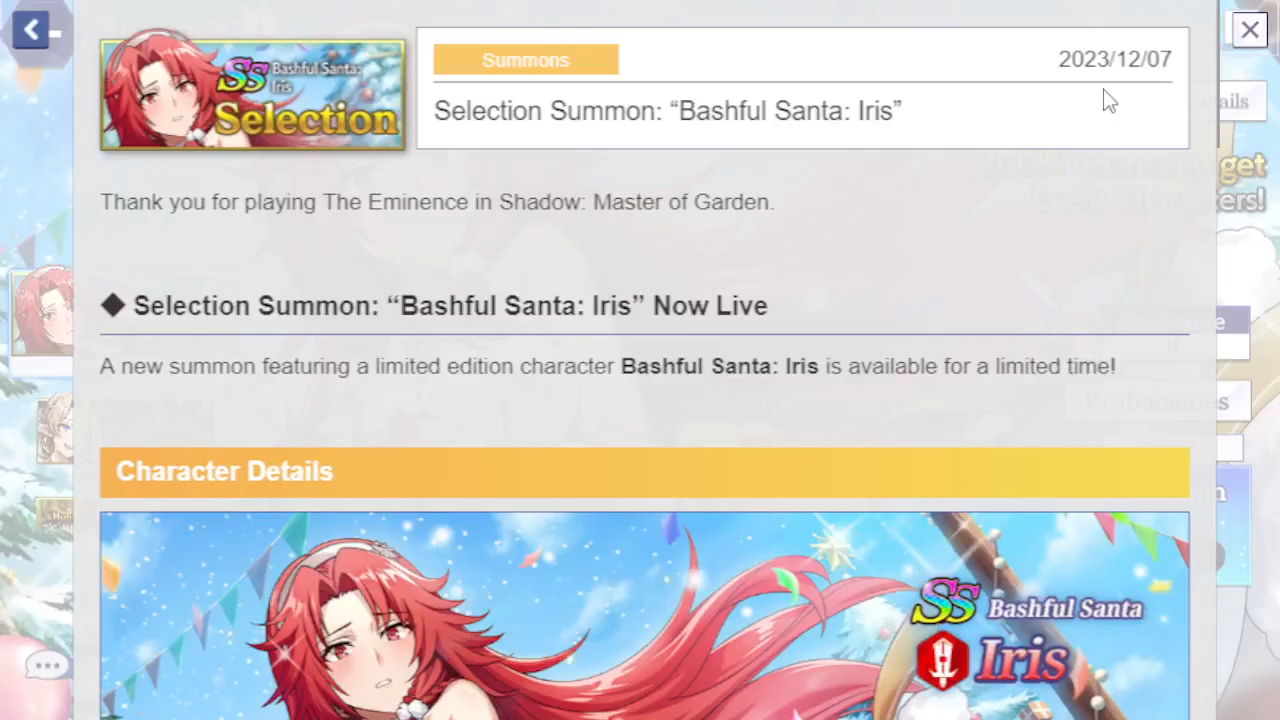 SS Bashful Santa:
Iris
Selection
Summons
2023/12/07
Selection Summon: “Bashful Santa: Iris”
Thank you for playing The Eminence in Shadow: Master of Garden.
get
◆ Selection Summon: “Bashful Santa: Iris” Now Live
A new summon featuring a limited edition character Bashful Santa: Iris is available for a limited time!
Probabilities
Character Details
SS Bashful Santa
Iris